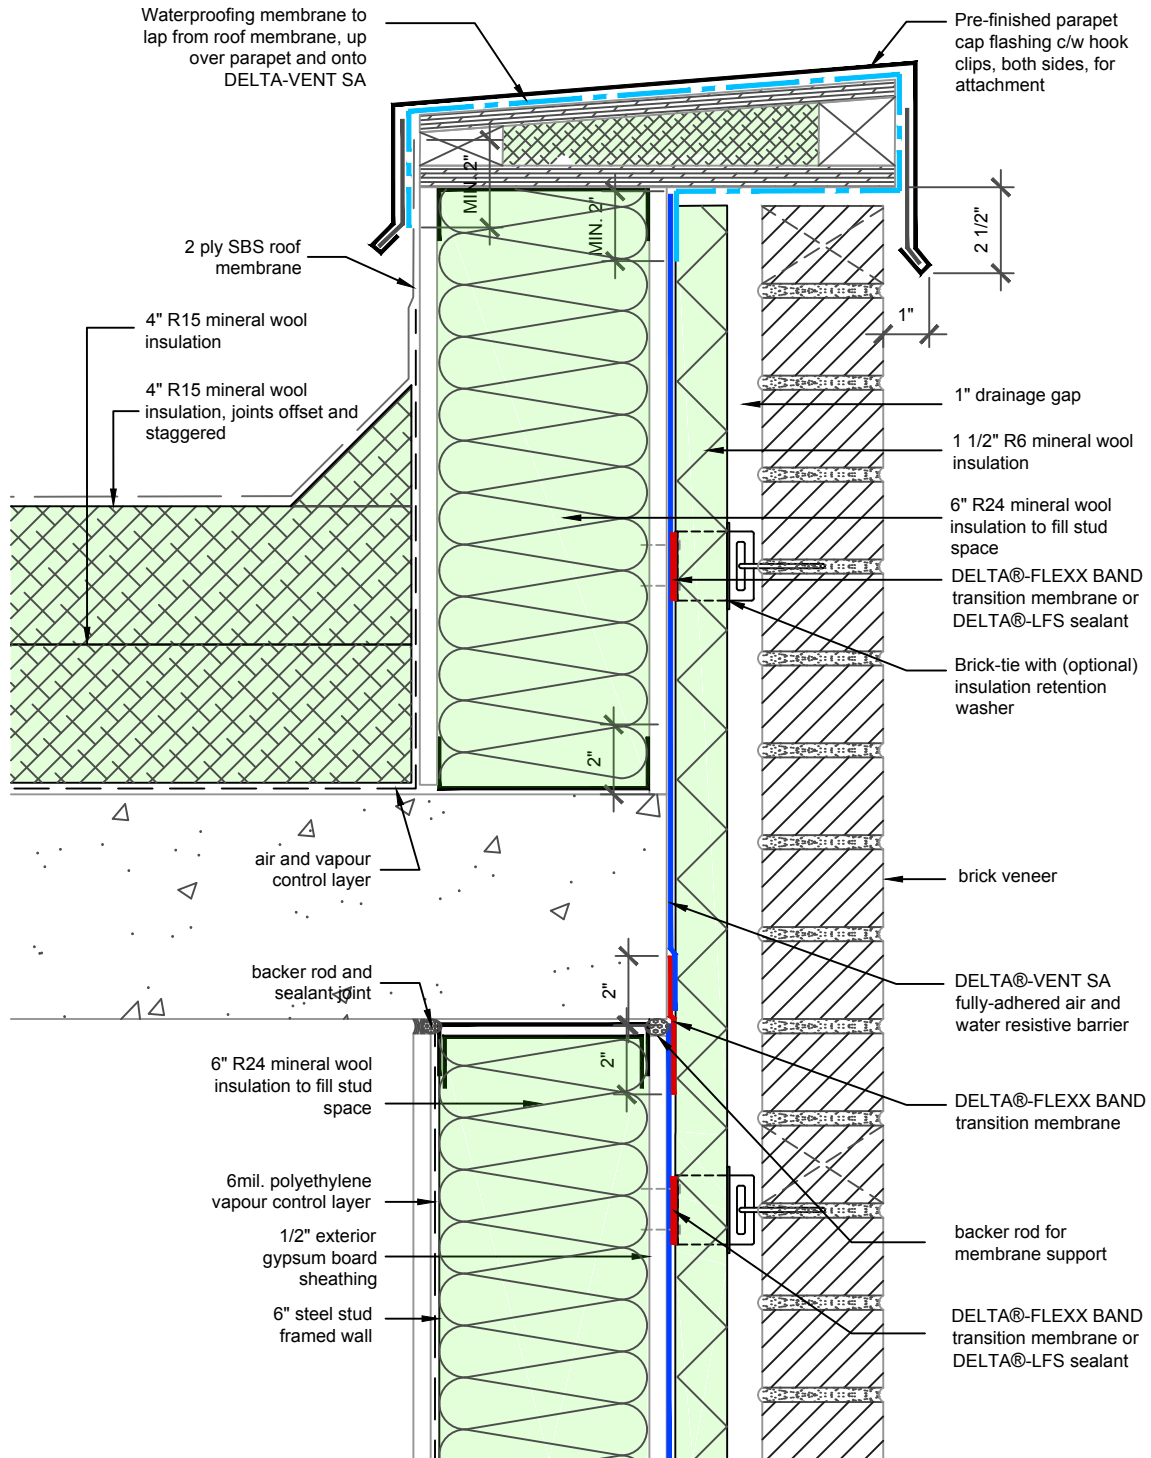 Waterproofing membrane to
lap from roof membrane, up
over parapet and onto
DELTA-VENT SA
Pre-finished parapet
cap flashing c/w hook
clips, both sides, for
attachment
MIN. 2"
MIN. 2"
2 1/2"
1"
2 ply SBS roof
membrane
4" R15 mineral wool
insulation
4" R15 mineral wool
insulation, joints offset and
staggered
1" drainage gap
1 1/2" R6 mineral wool
insulation
6" R24 mineral wool
insulation to fill stud
space
DELTA®-FLEXX BAND
transition membrane or
DELTA®-LFS sealant
Brick-tie with (optional)
insulation retention
washer
2"
air and vapour
control layer
brick veneer
backer rod and
sealant joint
2"
2"
DELTA®-VENT SA
fully-adhered air and
water resistive barrier
6" R24 mineral wool
insulation to fill stud
space
DELTA®-FLEXX BAND
transition membrane
6mil. polyethylene
vapour control layer
1/2" exterior
gypsum board
sheathing
backer rod for
membrane support
6" steel stud
framed wall
DELTA®-FLEXX BAND
transition membrane or
DELTA®-LFS sealant